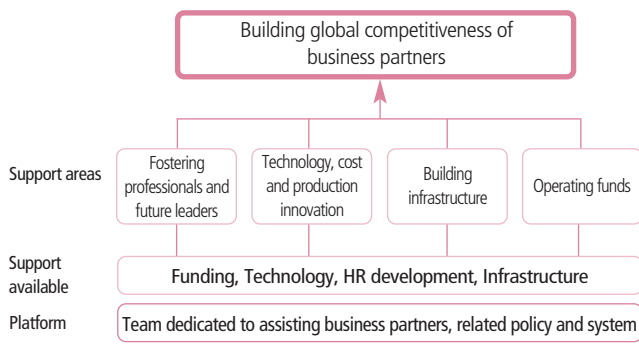 Building global competitiveness of
business partners
Support areas
Fostering
professionals and
future leaders
Technology, cost
and production
innovation
Building
infrastructure
Operating funds
Support
available
Funding, Technology, HR development, Infrastructure
Platform
Team dedicated to assisting business partners, related policy and system